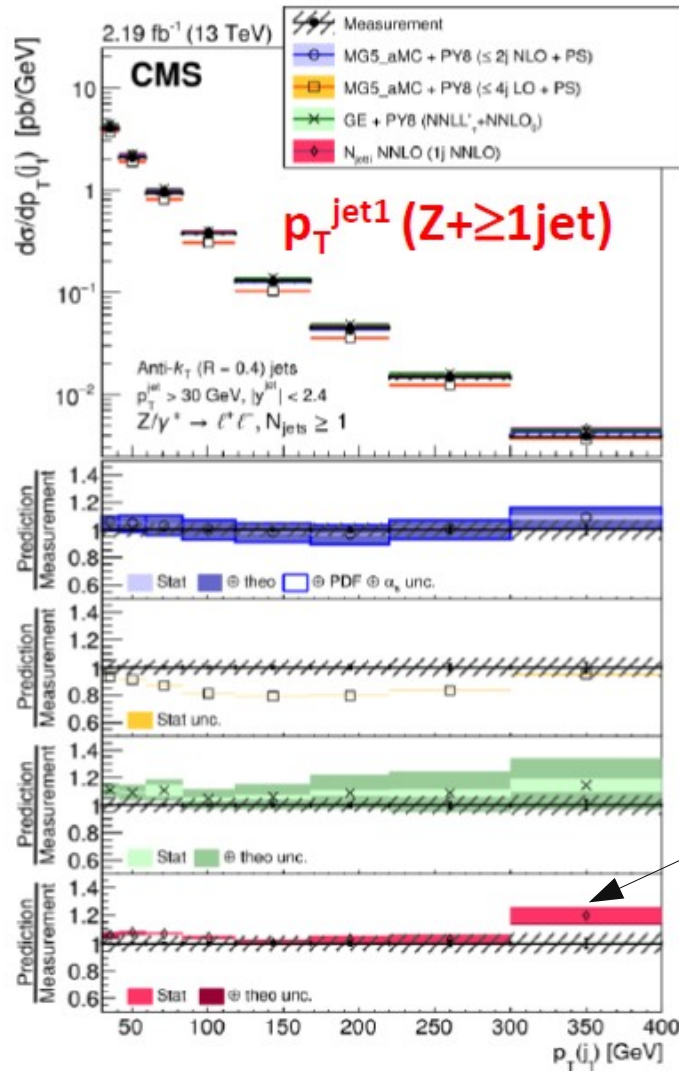 2.19 fb⁻¹ (13 TeV)
Measurement
MG5_aMC + PY8 (≤ 2j NLO + PS)
MG5_aMC + PY8 (≤ 4j LO + PS)
GE + PY8 (NNLL'τ+NNLO₀)
Njetti NNLO (1j NNLO)
CMS
dσ/dpT(j1) [pb/GeV]
10
1
10⁻¹
10⁻²
pT jet1 (Z+≥1jet)
Anti-kT (R = 0.4) jets
pT jet > 30 GeV, |y jet| < 2.4
Z/γ* → ℓ⁺ℓ⁻, Njets ≥ 1
Prediction
Measurement
1.4
1.2
1
0.8
0.6
Stat ⊕ theo ⊕ PDF ⊕ αs unc.
Prediction
Measurement
1.4
1.2
1
0.8
0.6
Stat unc.
Prediction
Measurement
1.4
1.2
1
0.8
0.6
Stat ⊕ theo unc.
Prediction
Measurement
1.4
1.2
1
0.8
0.6
Stat ⊕ theo unc.
50 100 150 200 250 300 350 400
pT(j1) [GeV]